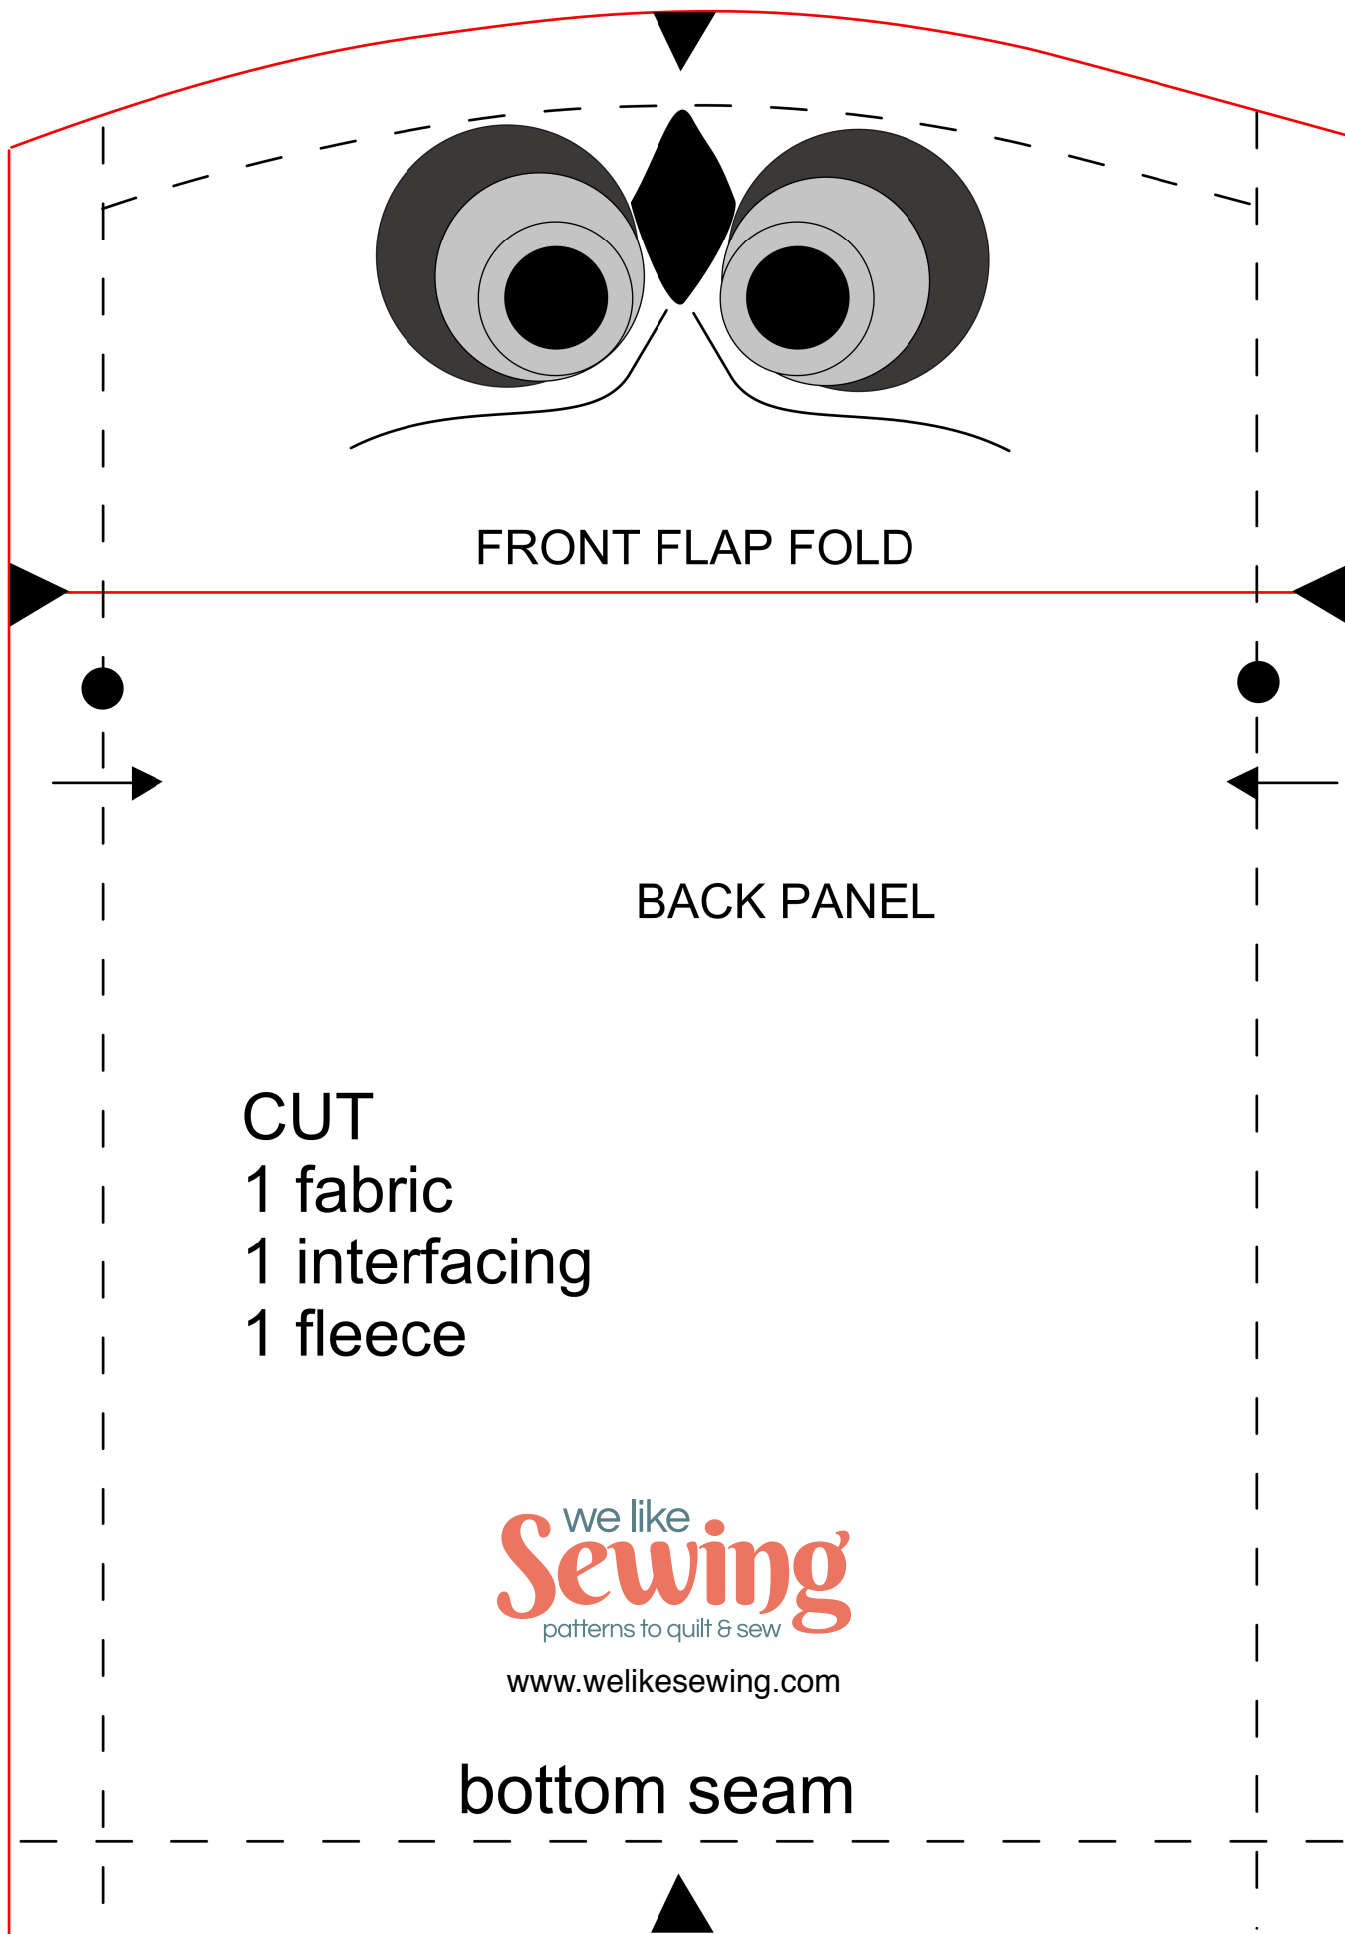 FRONT FLAP FOLD
BACK PANEL
CUT
1 fabric
1 interfacing
1 fleece
we like
Sewing
patterns to quilt & sew
www.welikesewing.com
bottom seam